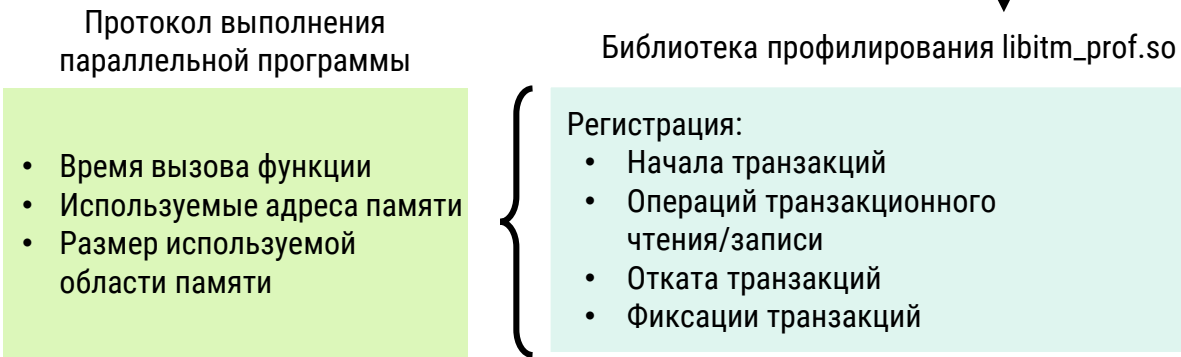 Протокол выполнения
параллельной программы
• Время вызова функции
• Используемые адреса памяти
• Размер используемой
области памяти
Библиотека профилирования libitm_prof.so
Регистрация:
• Начала транзакций
• Операций транзакционного
чтения/записи
• Отката транзакций
• Фиксации транзакций